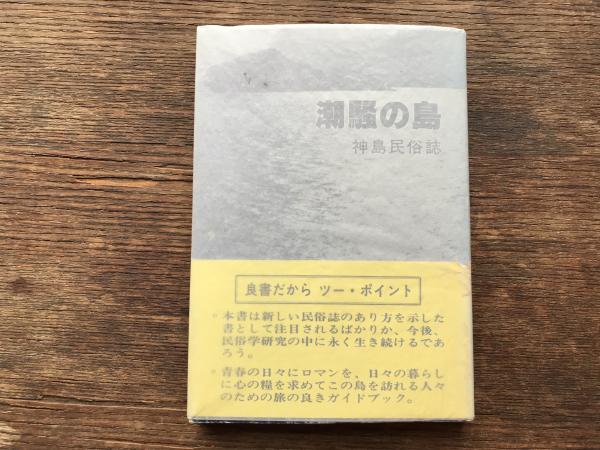 潮騒の島
神島民俗誌
良書だから ツー・ポイント
◦本書は新しい民俗誌のあり方を示した
書として注目されるばかりか、今後、
民俗学研究の中に永く生き続けるであ
ろう。
◦青春の日々にロマンを、日々の暮らし
に心の糧を求めてこの島を訪れる人々
のための旅の良きガイドブック。